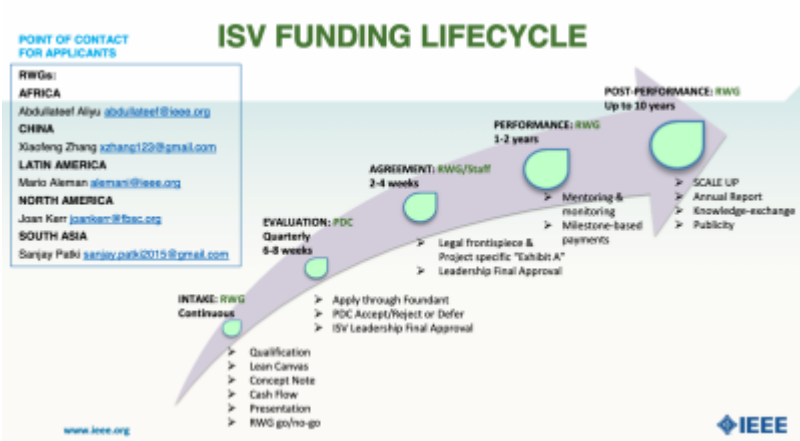 ISV FUNDING LIFECYCLE
POINT OF CONTACT
FOR APPLICANTS
RWGs:
AFRICA
Abdullateef Aliyu abdullateef@ieee.org
CHINA
Xiaofeng Zhang xzhang123@gmail.com
LATIN AMERICA
Mario Aleman alemani@ieee.org
NORTH AMERICA
Joan Kerr joankerr@fbsc.org
SOUTH ASIA
Sanjay Patki sanjay.patki2015@gmail.com
INTAKE: RWG
Continuous
➢ Qualification
➢ Lean Canvas
➢ Concept Note
➢ Cash Flow
➢ Presentation
➢ RWG go/no-go
EVALUATION: PDC
Quarterly
6-8 weeks
➢ Apply through Foundant
➢ PDC Accept/Reject or Defer
➢ ISV Leadership Final Approval
AGREEMENT: RWG/Staff
2-4 weeks
➢ Legal frontispiece &
Project specific "Exhibit A"
➢ Leadership Final Approval
PERFORMANCE: RWG
1-2 years
➢ Mentoring &
monitoring
➢ Milestone-based
payments
POST-PERFORMANCE: RWG
Up to 10 years
➢ SCALE UP
➢ Annual Report
➢ Knowledge-exchange
➢ Publicity
www.ieee.org
IEEE